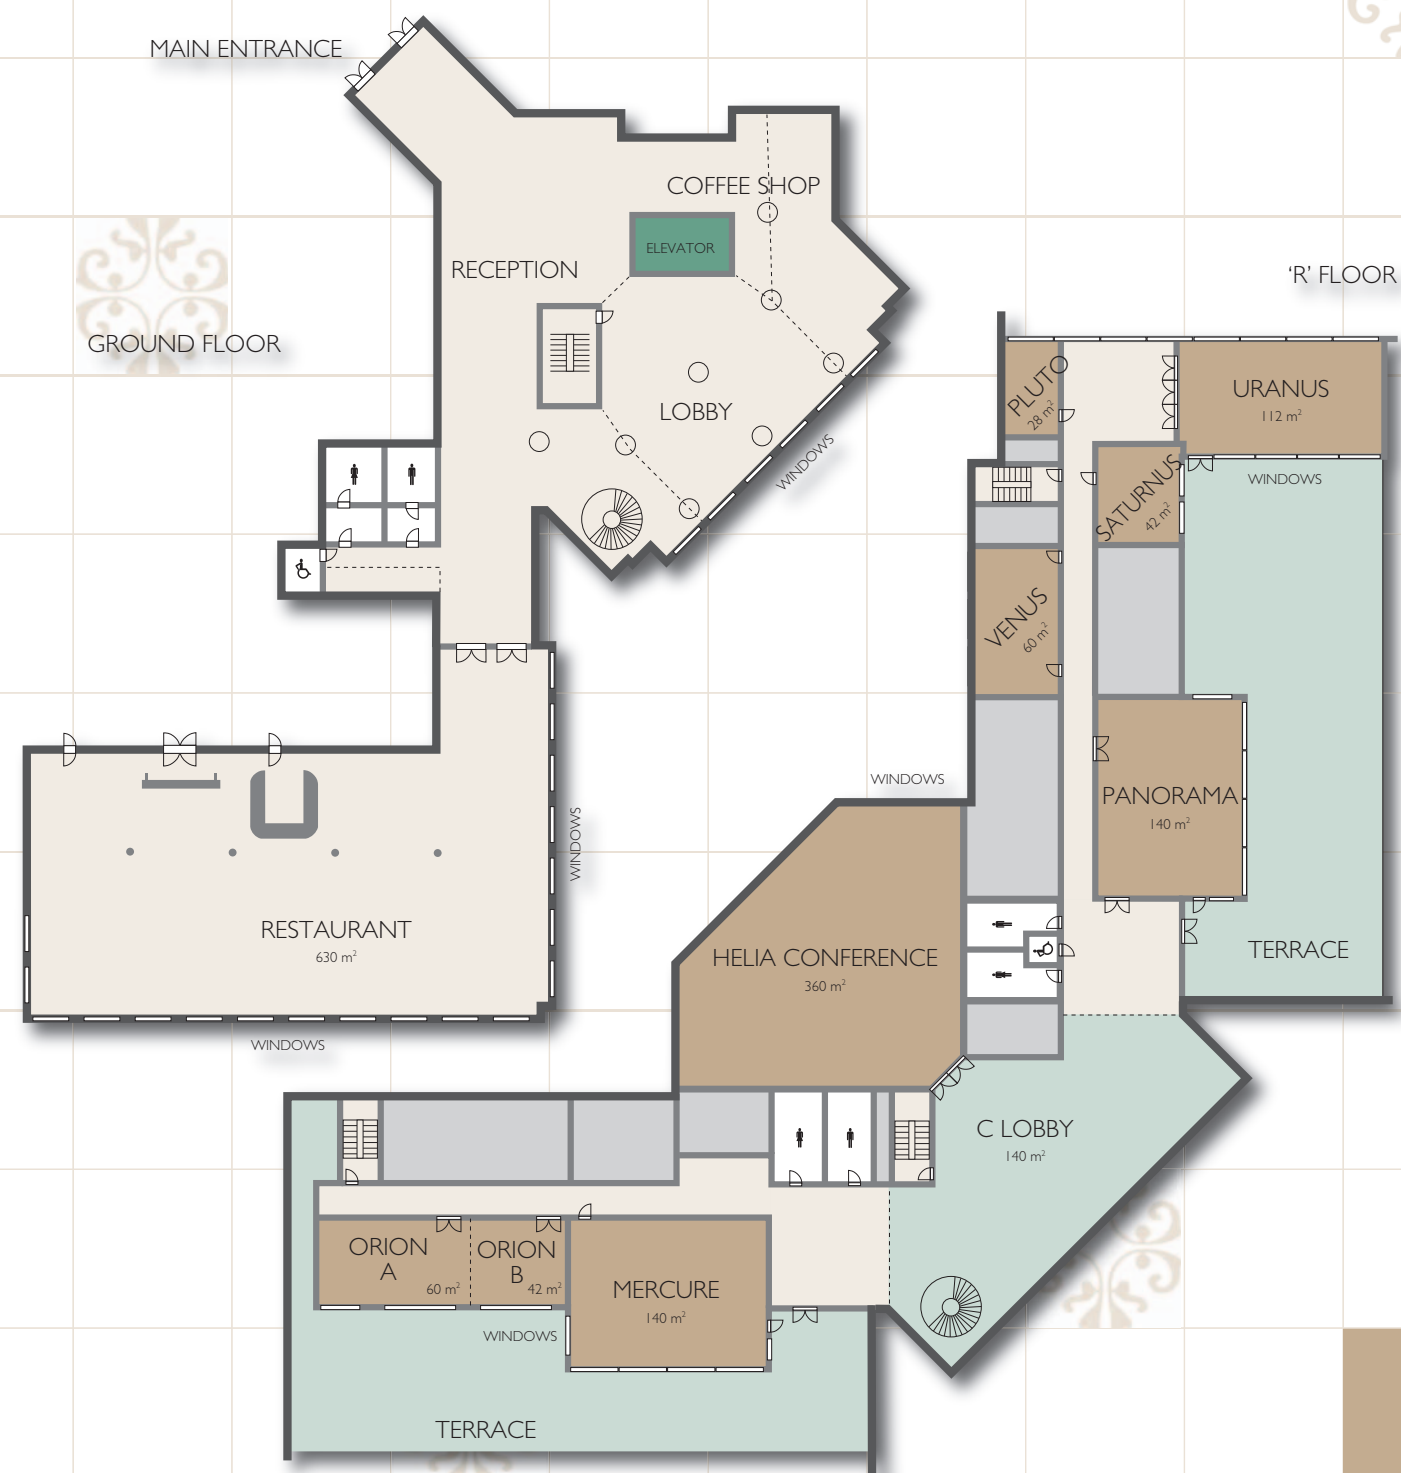 MAIN ENTRANCE
COFFEE SHOP
ELEVATOR
RECEPTION
'R' FLOOR
GROUND FLOOR
PLUTO
28 m²
URANUS
112 m²
LOBBY
WINDOWS
SATURNUS
42 m²
WINDOWS
VENUS
60 m²
WINDOWS
PANORAMA
140 m²
WINDOWS
RESTAURANT
630 m²
HELIA CONFERENCE
360 m²
TERRACE
WINDOWS
C LOBBY
140 m²
ORION
A
60 m²
ORION
B
42 m²
MERCURE
140 m²
WINDOWS
TERRACE